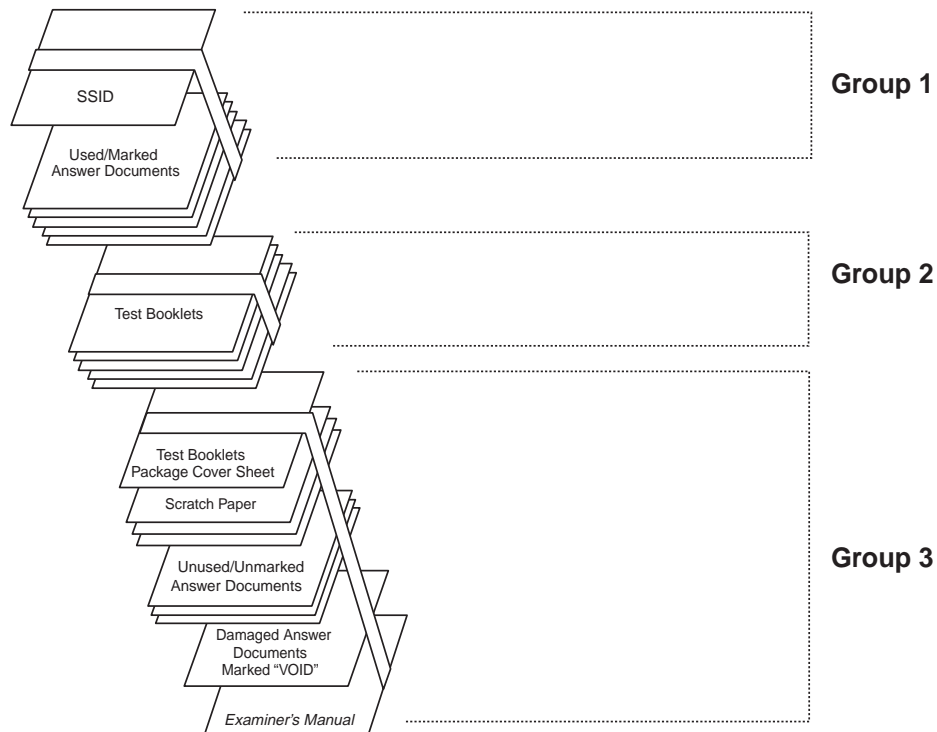 Group 1
SSID
Used/Marked
Answer Documents
Group 2
Test Booklets
Group 3
Test Booklets
Package Cover Sheet
Scratch Paper
Unused/Unmarked
Answer Documents
Damaged Answer
Documents
Marked “VOID”
Examiner’s Manual